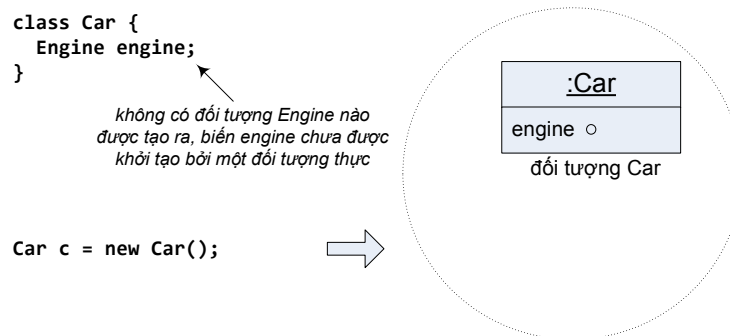 class Car {
Engine engine;
}
không có đối tượng Engine nào
được tạo ra, biến engine chưa được
khởi tạo bởi một đối tượng thực
Car c = new Car();
:Car
engine
đối tượng Car